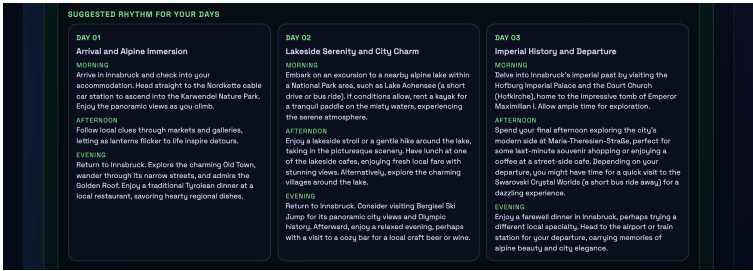 SUGGESTED RHYTHM FOR YOUR DAYS
DAY 01
Arrival and Alpine Immersion
MORNING
Arrive in Innsbruck and check into your
accommodation. Head straight to the Nordkette cable
car station to ascend into the Karwendel Nature Park.
Enjoy the panoramic views as you climb.
AFTERNOON
Follow local clues through markets and galleries,
letting as lanterns flicker to life inspire detours.
EVENING
Return to Innsbruck. Explore the charming Old Town,
wander through its narrow streets, and admire the
Golden Roof. Enjoy a traditional Tyrolean dinner at a
local restaurant, savoring hearty regional dishes.
DAY 02
Lakeside Serenity and City Charm
MORNING
Embark on an excursion to a nearby alpine lake within
a National Park area, such as Lake Achensee (a short
drive or bus ride). If conditions allow, rent a kayak for
a tranquil paddle on the misty waters, experiencing
the serene atmosphere.
AFTERNOON
Enjoy a lakeside stroll or a gentle hike around the lake,
taking in the picturesque scenery. Have lunch at one
of the lakeside cafes, enjoying fresh local fare with
stunning views. Alternatively, explore the charming
villages around the lake.
EVENING
Return to Innsbruck. Consider visiting Bergisel Ski
Jump for its panoramic city views and Olympic
history. Afterward, enjoy a relaxed evening, perhaps
with a visit to a cozy bar for a local craft beer or wine.
DAY 03
Imperial History and Departure
MORNING
Delve into Innsbruck's imperial past by visiting the
Hofburg Imperial Palace and the Court Church
(Hofkirche), home to the impressive tomb of Emperor
Maximilian I. Allow ample time for exploration.
AFTERNOON
Spend your final afternoon exploring the city's
modern side at Maria-Theresien-Straße, perfect for
some last-minute souvenir shopping or enjoying a
coffee at a street-side cafe. Depending on your
departure, you might have time for a quick visit to the
Swarovski Crystal Worlds (a short bus ride away) for a
dazzling experience.
EVENING
Enjoy a farewell dinner in Innsbruck, perhaps trying a
different local specialty. Head to the airport or train
station for your departure, carrying memories of
alpine beauty and city elegance.